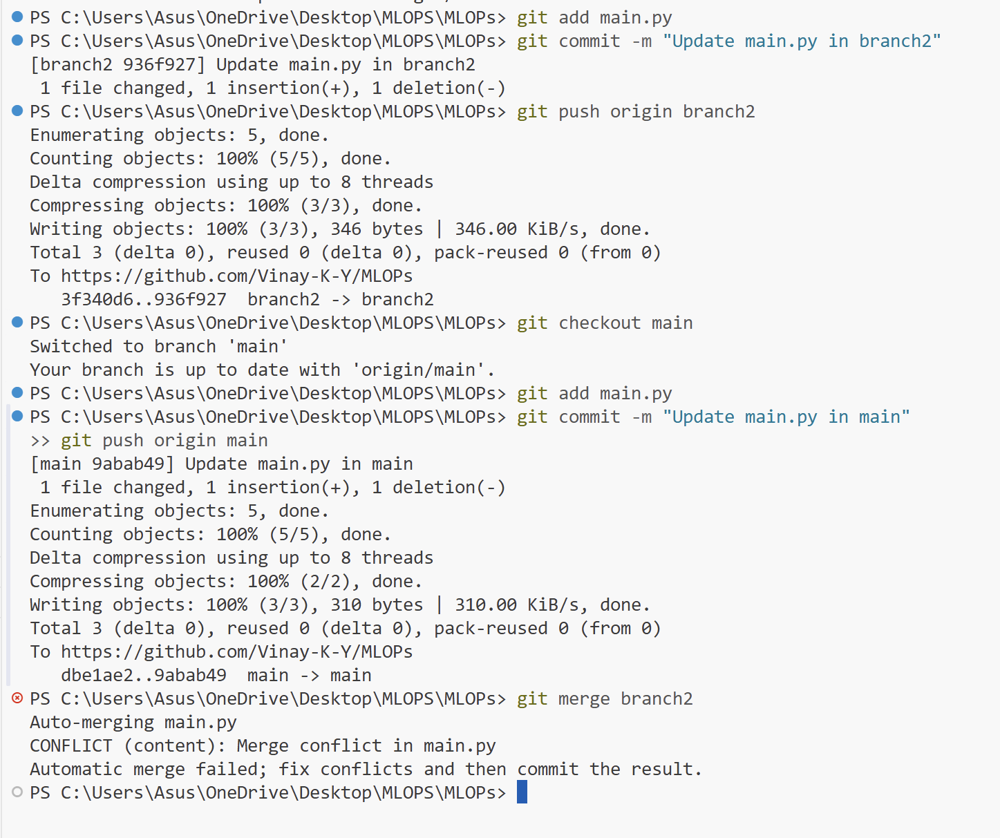 PS C:\Users\Asus\OneDrive\Desktop\MLOPS\MLOPs> git add main.py
PS C:\Users\Asus\OneDrive\Desktop\MLOPS\MLOPs> git commit -m "Update main.py in branch2"
[branch2 936f927] Update main.py in branch2
 1 file changed, 1 insertion(+), 1 deletion(-)
PS C:\Users\Asus\OneDrive\Desktop\MLOPS\MLOPs> git push origin branch2
Enumerating objects: 5, done.
Counting objects: 100% (5/5), done.
Delta compression using up to 8 threads
Compressing objects: 100% (3/3), done.
Writing objects: 100% (3/3), 346 bytes | 346.00 KiB/s, done.
Total 3 (delta 0), reused 0 (delta 0), pack-reused 0 (from 0)
To https://github.com/Vinay-K-Y/MLOPs
   3f340d6..936f927  branch2 -> branch2
PS C:\Users\Asus\OneDrive\Desktop\MLOPS\MLOPs> git checkout main
Switched to branch 'main'
Your branch is up to date with 'origin/main'.
PS C:\Users\Asus\OneDrive\Desktop\MLOPS\MLOPs> git add main.py
PS C:\Users\Asus\OneDrive\Desktop\MLOPS\MLOPs> git commit -m "Update main.py in main"
>> git push origin main
[main 9abab49] Update main.py in main
 1 file changed, 1 insertion(+), 1 deletion(-)
Enumerating objects: 5, done.
Counting objects: 100% (5/5), done.
Delta compression using up to 8 threads
Compressing objects: 100% (2/2), done.
Writing objects: 100% (3/3), 310 bytes | 310.00 KiB/s, done.
Total 3 (delta 0), reused 0 (delta 0), pack-reused 0 (from 0)
To https://github.com/Vinay-K-Y/MLOPs
   dbe1ae2..9abab49  main -> main
PS C:\Users\Asus\OneDrive\Desktop\MLOPS\MLOPs> git merge branch2
Auto-merging main.py
CONFLICT (content): Merge conflict in main.py
Automatic merge failed; fix conflicts and then commit the result.
PS C:\Users\Asus\OneDrive\Desktop\MLOPS\MLOPs>